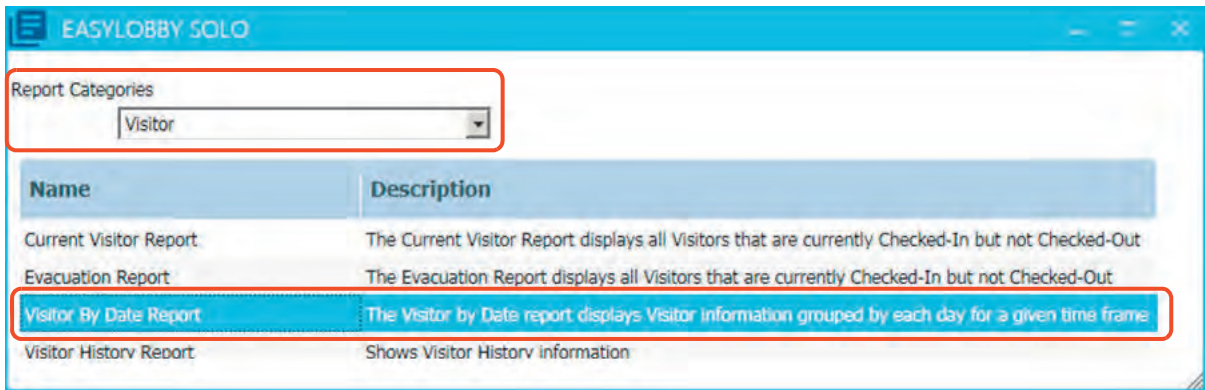 EASYLOBBY SOLO
Report Categories
Visitor
Name Description
Current Visitor Report The Current Visitor Report displays all Visitors that are currently Checked-In but not Checked-Out
Evacuation Report The Evacuation Report displays all Visitors that are currently Checked-In but not Checked-Out
Visitor By Date Report The Visitor by Date report displays Visitor information grouped by each day for a given time frame
Visitor History Report Shows Visitor History information